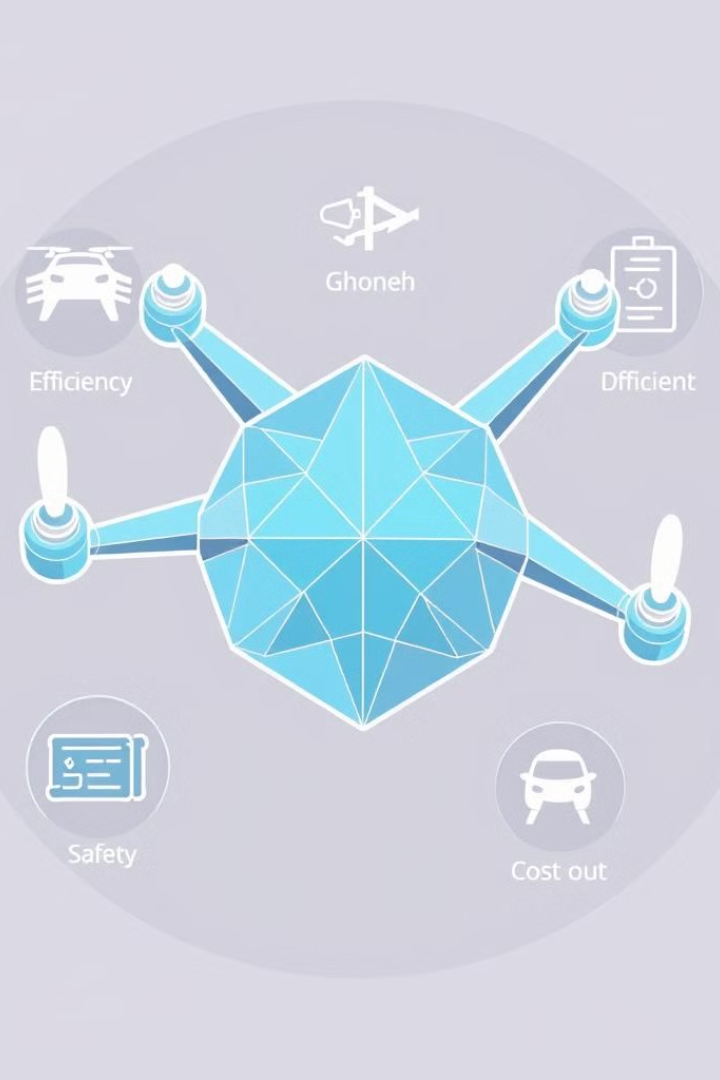 Ghoneh
Efficiency
Dfficient
Safety
Cost out